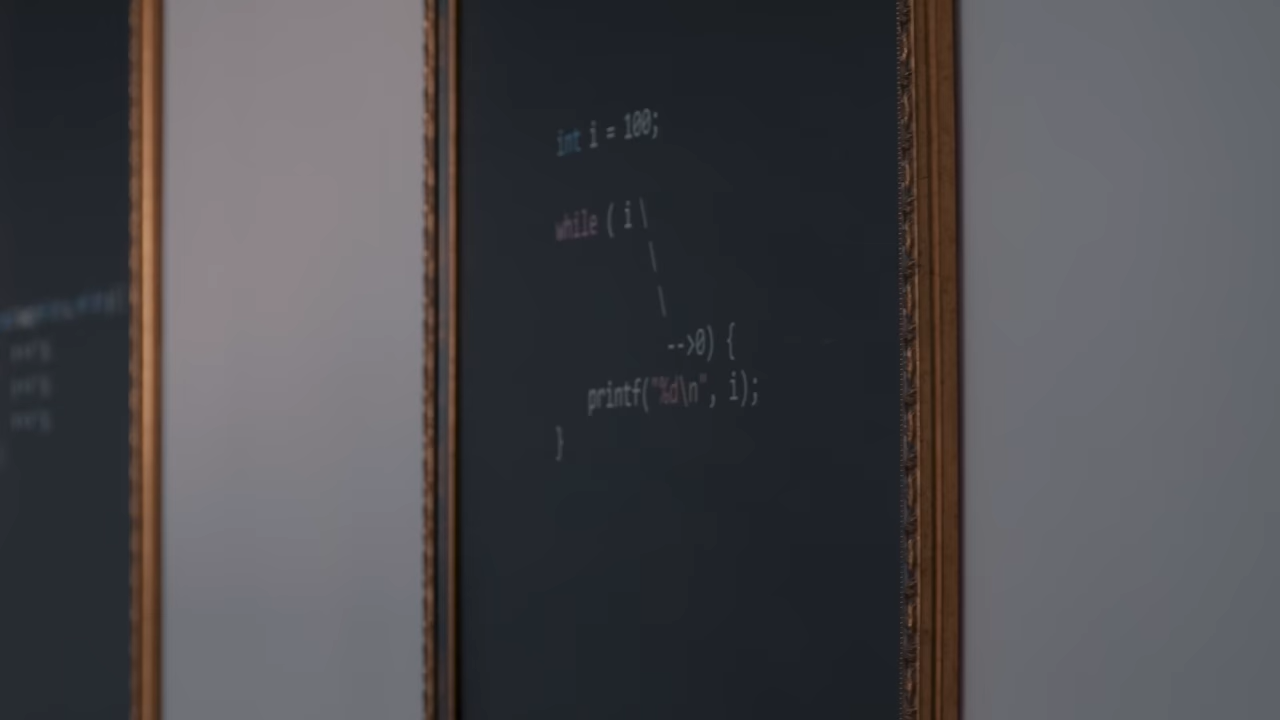 int i = 100;
while ( i \
\
\
-->0) {
printf("%d\n", i);
}